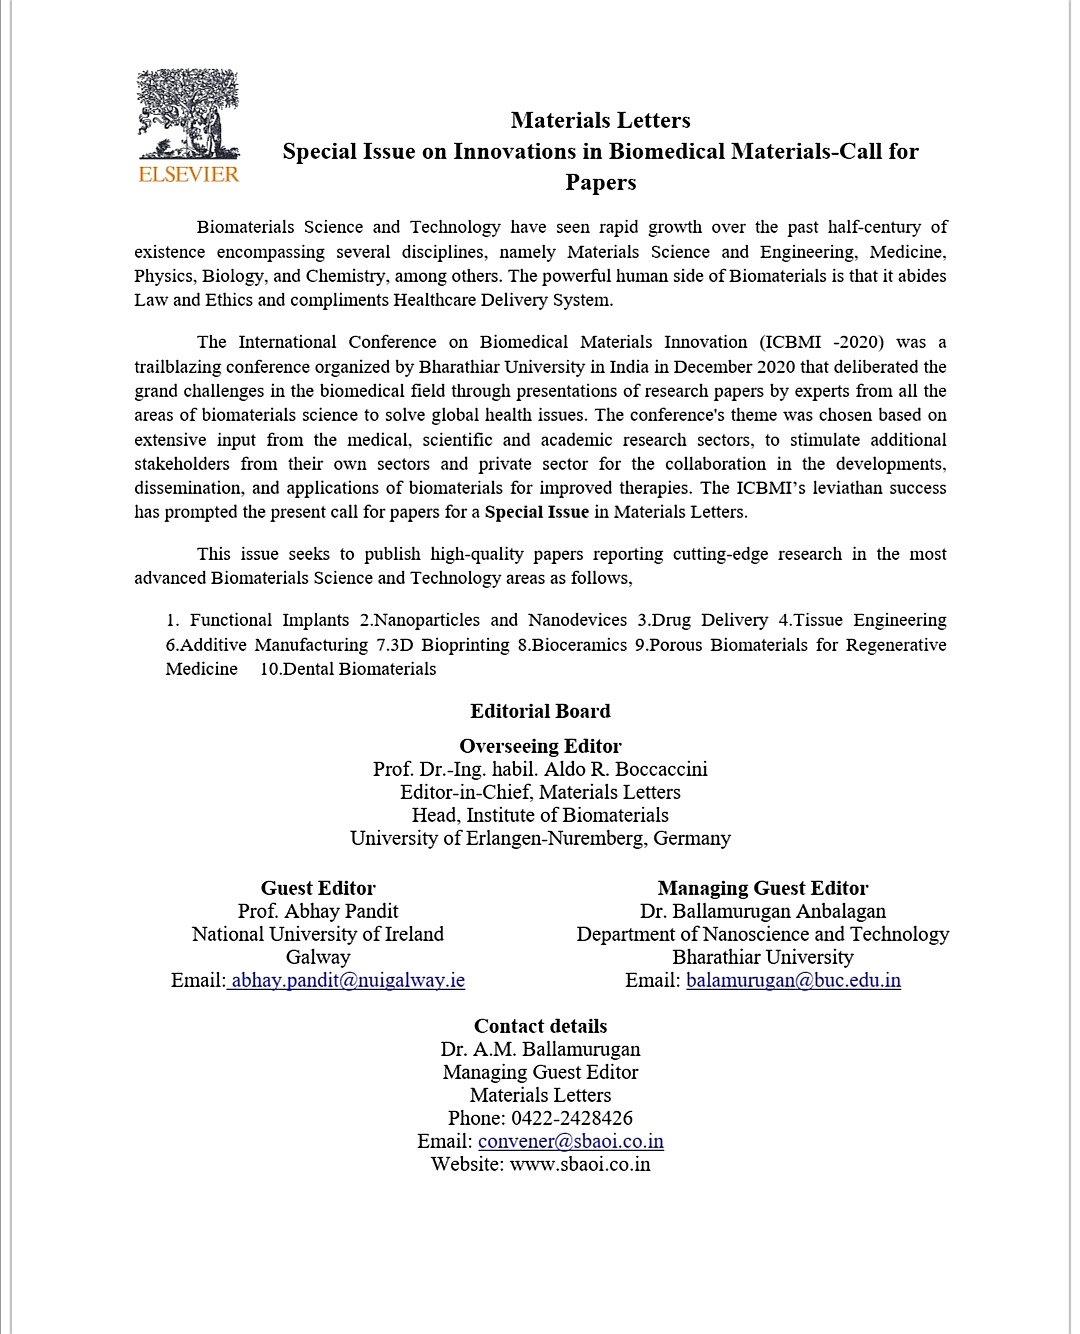 ELSEVIER
Materials Letters
Special Issue on Innovations in Biomedical Materials-Call for
Papers
Biomaterials Science and Technology have seen rapid growth over the past half-century of
existence encompassing several disciplines, namely Materials Science and Engineering, Medicine,
Physics, Biology, and Chemistry, among others. The powerful human side of Biomaterials is that it abides
Law and Ethics and compliments Healthcare Delivery System.
The International Conference on Biomedical Materials Innovation (ICBMI -2020) was a
trailblazing conference organized by Bharathiar University in India in December 2020 that deliberated the
grand challenges in the biomedical field through presentations of research papers by experts from all the
areas of biomaterials science to solve global health issues. The conference's theme was chosen based on
extensive input from the medical, scientific and academic research sectors, to stimulate additional
stakeholders from their own sectors and private sector for the collaboration in the developments,
dissemination, and applications of biomaterials for improved therapies. The ICBMI’s leviathan success
has prompted the present call for papers for a Special Issue in Materials Letters.
This issue seeks to publish high-quality papers reporting cutting-edge research in the most
advanced Biomaterials Science and Technology areas as follows,
1. Functional Implants 2.Nanoparticles and Nanodevices 3.Drug Delivery 4.Tissue Engineering
6.Additive Manufacturing 7.3D Bioprinting 8.Bioceramics 9.Porous Biomaterials for Regenerative
Medicine 10.Dental Biomaterials
Editorial Board
Overseeing Editor
Prof. Dr.-Ing. habil. Aldo R. Boccaccini
Editor-in-Chief, Materials Letters
Head, Institute of Biomaterials
University of Erlangen-Nuremberg, Germany
Guest Editor
Prof. Abhay Pandit
National University of Ireland
Galway
Email: abhay.pandit@nuigalway.ie
Managing Guest Editor
Dr. Ballamurugan Anbalagan
Department of Nanoscience and Technology
Bharathiar University
Email: balamurugan@buc.edu.in
Contact details
Dr. A.M. Ballamurugan
Managing Guest Editor
Materials Letters
Phone: 0422-2428426
Email: convener@sbaoi.co.in
Website: www.sbaoi.co.in